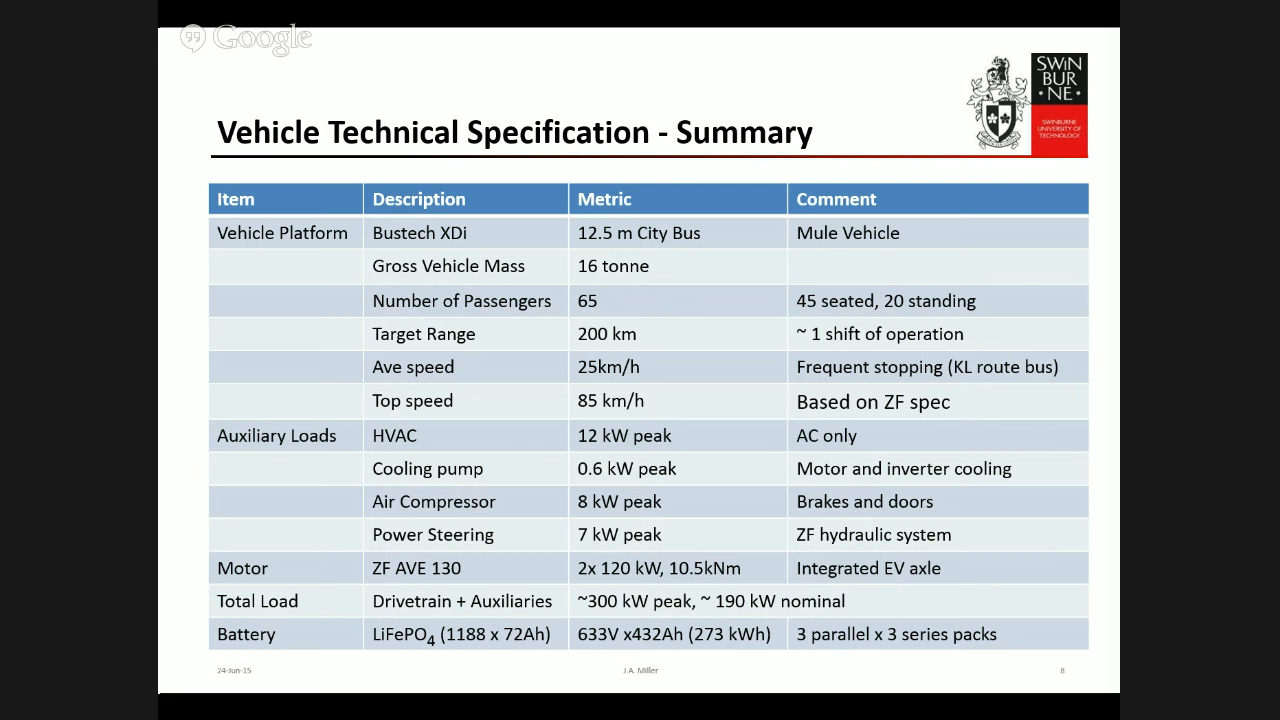 Google
SWIN
BUR
* NE *
SWINBURNE
UNIVERSITY OF
TECHNOLOGY
Vehicle Technical Specification - Summary
Item Description Metric Comment
Vehicle Platform Bustech XDi 12.5 m City Bus Mule Vehicle
Gross Vehicle Mass 16 tonne
Number of Passengers 65 45 seated, 20 standing
Target Range 200 km ~ 1 shift of operation
Ave speed 25km/h Frequent stopping (KL route bus)
Top speed 85 km/h Based on ZF spec
Auxiliary Loads HVAC 12 kW peak AC only
Cooling pump 0.6 kW peak Motor and inverter cooling
Air Compressor 8 kW peak Brakes and doors
Power Steering 7 kW peak ZF hydraulic system
Motor ZF AVE 130 2x 120 kW, 10.5kNm Integrated EV axle
Total Load Drivetrain + Auxiliaries ~300 kW peak, ~ 190 kW nominal
Battery LiFePO4 (1188 x 72Ah) 633V x432Ah (273 kWh) 3 parallel x 3 series packs
24-Jun-15 J.A. Miller 8